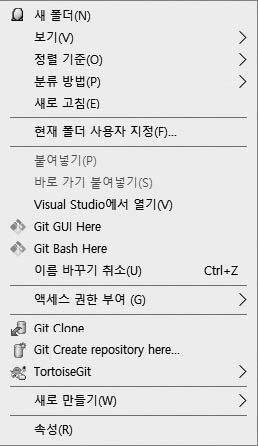 새 폴더(N)
보기(V)
정렬 기준(O)
분류 방법(P)
새로 고침(E)
현재 폴더 사용자 지정(F)...
붙여넣기(P)
바로 가기 붙여넣기(S)
Visual Studio에서 열기(V)
Git GUI Here
Git Bash Here
이름 바꾸기 취소(U) Ctrl+Z
액세스 권한 부여 (G)
Git Clone
Git Create repository here...
TortoiseGit
새로 만들기(W)
속성(R)